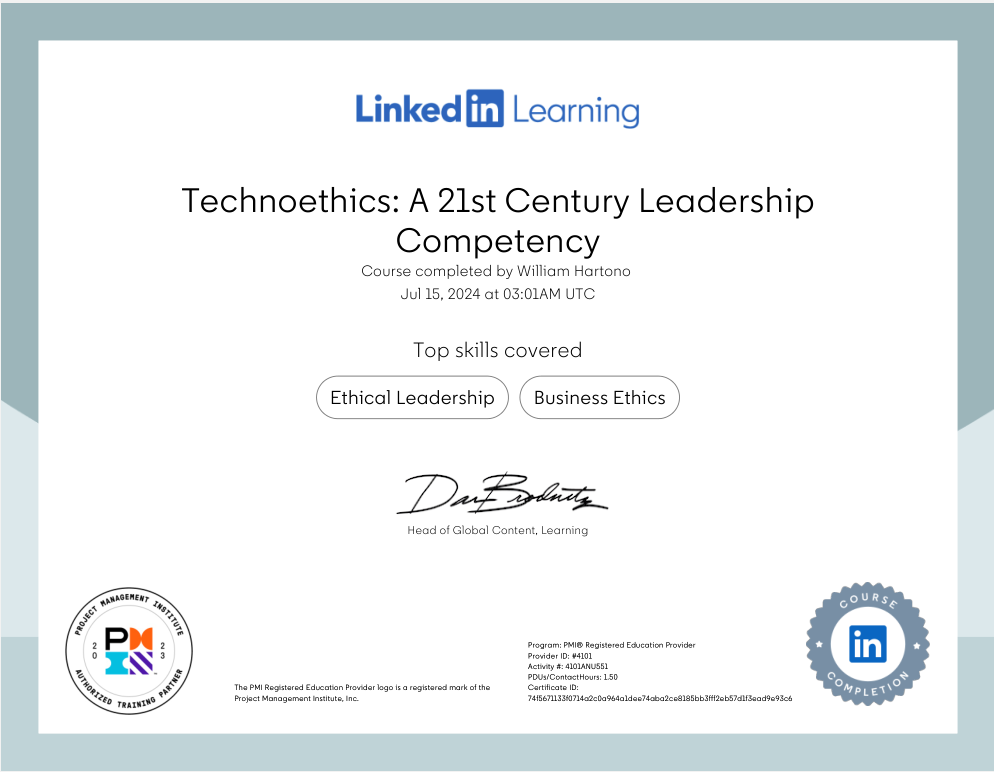 Linked in Learning
Technoethics: A 21st Century Leadership
Competency
Course completed by William Hartono
Jul 15, 2024 at 03:01AM UTC
Top skills covered
Ethical Leadership Business Ethics
Dan Brodnitz
Head of Global Content, Learning
PROJECT MANAGEMENT INSTITUTE
PM
20 23
AUTHORIZED TRAINING PARTNER
The PMI Registered Education Provider logo is a registered mark of the
Project Management Institute, Inc.
Program: PMI® Registered Education Provider
Provider ID: #4101
Activity #: 4101ANU551
PDUs/ContactHours: 1.50
Certificate ID:
74f5671133f0714a2c0a964a1dee74aba2ce8185bb3fff2eb57d1f3ead9e93c6
COURSE
in
COMPLETION